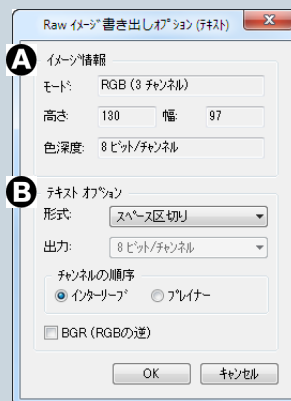 Raw イメージ書き出しオプション (テキスト)
A イメージ情報
モード: RGB (3 チャンネル)
高さ: 130 幅: 97
色深度: 8 ビット/チャンネル
B テキスト オプション
形式: スペース区切り
出力: 8 ビット/チャンネル
チャンネルの順序
インターリーブ プレイナー
BGR (RGBの逆)
OK キャンセル